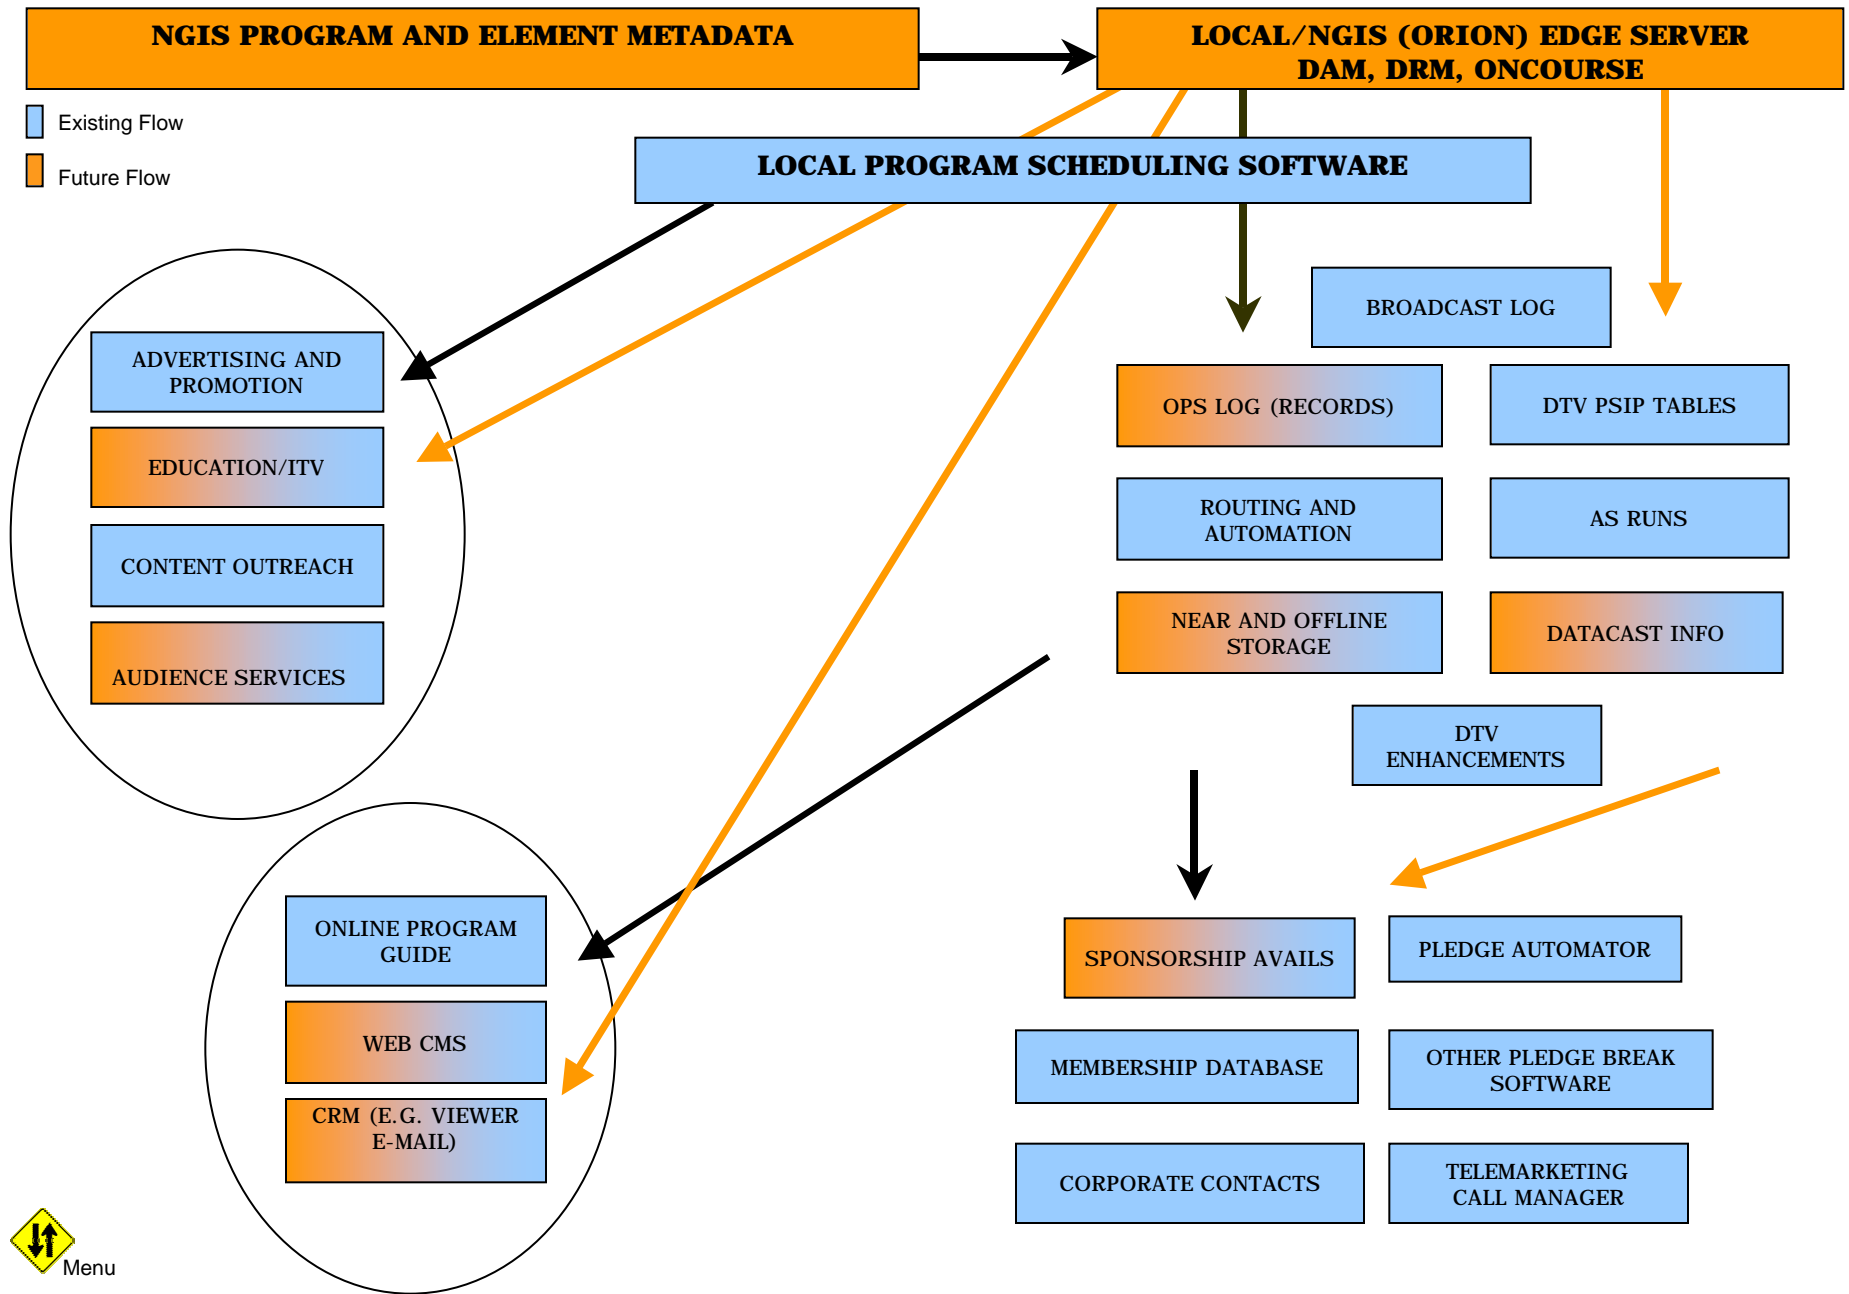 NGIS PROGRAM AND ELEMENT METADATA
LOCAL/NGIS (ORION) EDGE SERVER
DAM, DRM, ONCOURSE
Existing Flow
Future Flow
LOCAL PROGRAM SCHEDULING SOFTWARE
ADVERTISING AND
PROMOTION
EDUCATION/ITV
CONTENT OUTREACH
AUDIENCE SERVICES
BROADCAST LOG
OPS LOG (RECORDS)
DTV PSIP TABLES
ROUTING AND
AUTOMATION
AS RUNS
NEAR AND OFFLINE
STORAGE
DATACAST INFO
DTV
ENHANCEMENTS
ONLINE PROGRAM
GUIDE
WEB CMS
CRM (E.G. VIEWER
E-MAIL)
SPONSORSHIP AVAILS
PLEDGE AUTOMATOR
MEMBERSHIP DATABASE
OTHER PLEDGE BREAK
SOFTWARE
CORPORATE CONTACTS
TELEMARKETING
CALL MANAGER
Menu